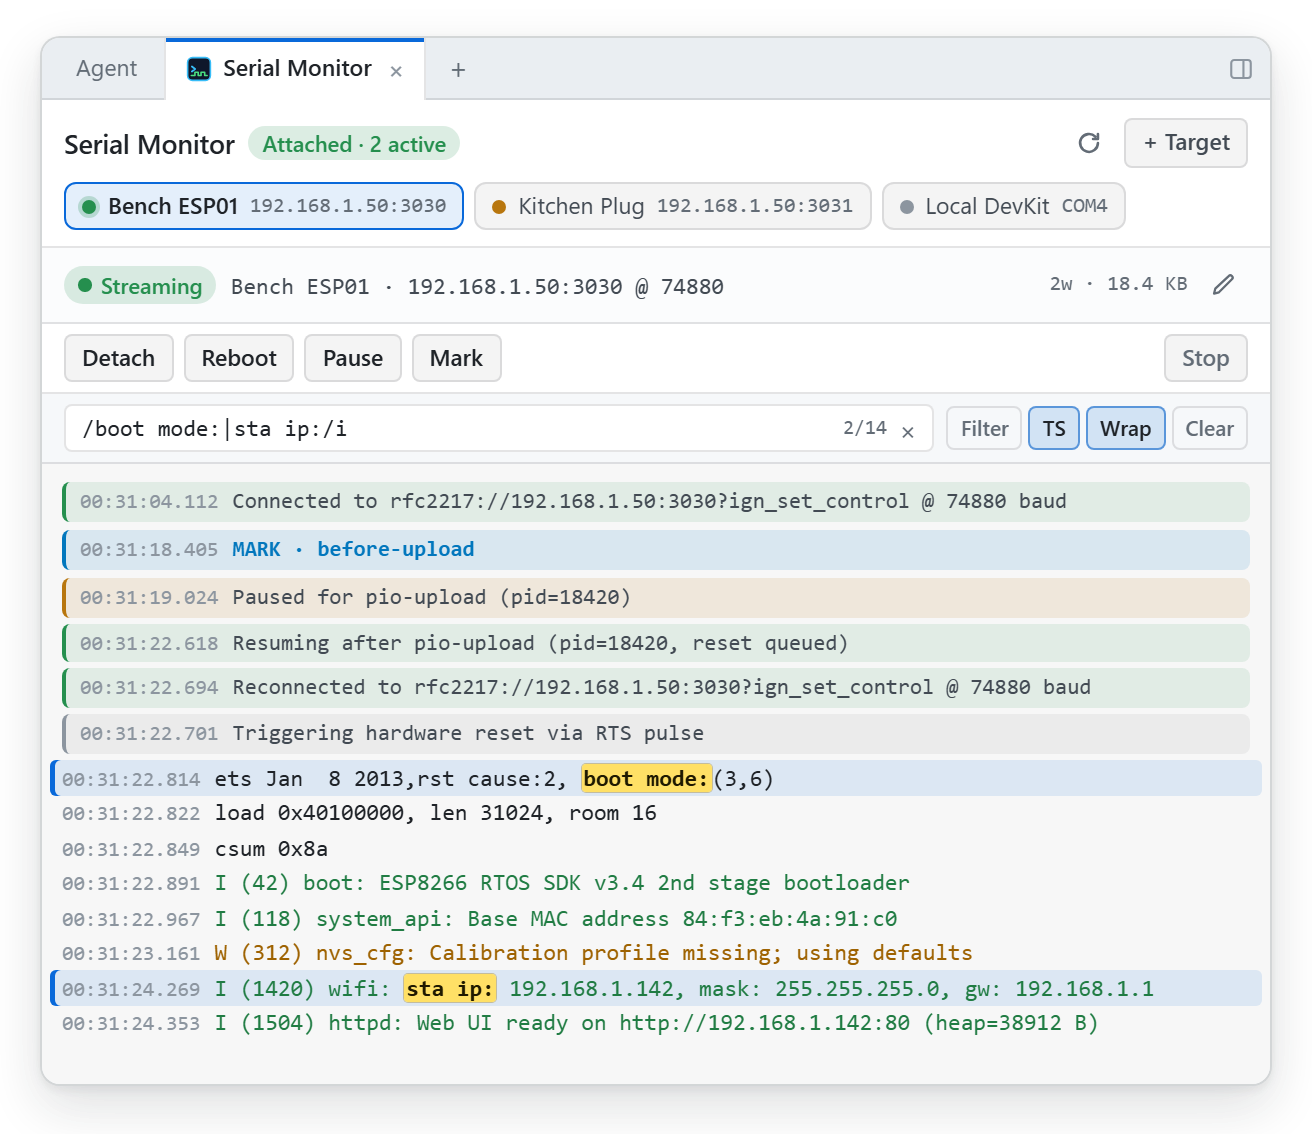 Agent Serial Monitor × +
Serial Monitor Attached · 2 active + Target
Bench ESP01 192.168.1.50:3030 Kitchen Plug 192.168.1.50:3031 Local DevKit COM4
Streaming Bench ESP01 · 192.168.1.50:3030 @ 74880 2w · 18.4 KB
Detach Reboot Pause Mark Stop
/boot mode:|sta ip:/i 2/14 × Filter TS Wrap Clear
00:31:04.112 Connected to rfc2217://192.168.1.50:3030?ign_set_control @ 74880 baud
00:31:18.405 MARK · before-upload
00:31:19.024 Paused for pio-upload (pid=18420)
00:31:22.618 Resuming after pio-upload (pid=18420, reset queued)
00:31:22.694 Reconnected to rfc2217://192.168.1.50:3030?ign_set_control @ 74880 baud
00:31:22.701 Triggering hardware reset via RTS pulse
00:31:22.814 ets Jan  8 2013,rst cause:2, boot mode:(3,6)
00:31:22.822 load 0x40100000, len 31024, room 16
00:31:22.849 csum 0x8a
00:31:22.891 I (42) boot: ESP8266 RTOS SDK v3.4 2nd stage bootloader
00:31:22.967 I (118) system_api: Base MAC address 84:f3:eb:4a:91:c0
00:31:23.161 W (312) nvs_cfg: Calibration profile missing; using defaults
00:31:24.269 I (1420) wifi: sta ip: 192.168.1.142, mask: 255.255.255.0, gw: 192.168.1.1
00:31:24.353 I (1504) httpd: Web UI ready on http://192.168.1.142:80 (heap=38912 B)